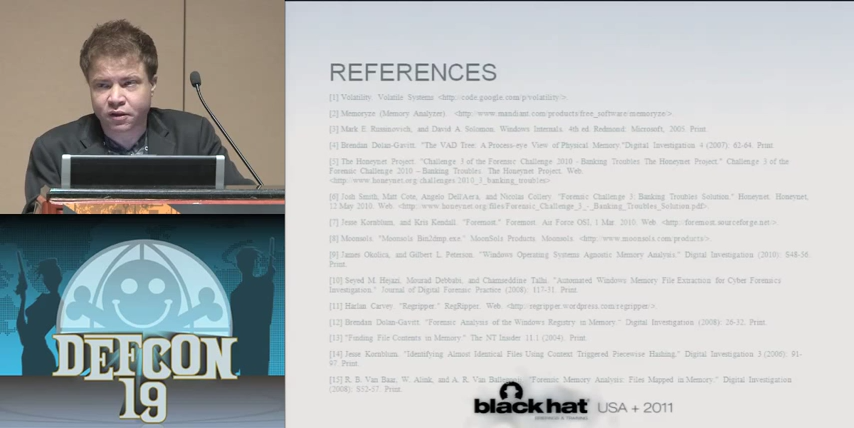 REFERENCES
[1] Volatility. Volatile Systems <http://code.google.com/p/volatility/>.
[2] Memoryze (Memory Analyzer). <http://www.mandiant.com/products/free_software/memoryze/>.
[3] Mark E. Russinovich, and David A. Solomon. Windows Internals. 4th ed. Redmond: Microsoft, 2005. Print.
[4] Brendan Dolan-Gavitt. "The VAD Tree: A Process-eye View of Physical Memory."Digital Investigation 4 (2007): 62-64. Print.
[5] The Honeynet Project. "Challenge 3 of the Forensic Challenge 2010 - Banking Troubles The Honeynet Project." Challenge 3 of the
Forensic Challenge 2010 - Banking Troubles. The Honeynet Project. Web.
<http://www.honeynet.org/challenges/2010_3_banking_troubles>
[6] Josh Smith, Matt Cote, Angelo Dell'Aera, and Nicolas Collery. "Forensic Challenge 3: Banking Troubles Solution." Honeynet. Honeynet.
12 May 201, Web. <http://www.honeynet.org/files/Forensic_Challenge_3_-_Banking_Troubles_Solution.pdf>.
[7] Jesse Kornblum, and Kris Kendall. "Foremost." Foremost. Air Force OSI, 1 Mar. 2010. Web. <http://foremost.sourceforge.net/>.
[8] Moonsols. "Moonsols Bin2dmp.exe." MoonSols Products. Moonsols. <http://www.moonsols.com/products/>.
[9] James Okolica, and Gilbert L. Peterson. "Windows Operating Systems Agnostic Memory Analysis." Digital Investigation (2010): S48-56.
Print.
[10] Seyed M. Hejazi, Mourad Debbabi, and Chamseddine Talhi. "Automated Windows Memory File Extraction for Cyber Forensics
Investigation." Journal of Digital Forensic Practice (2008): 117-31. Print.
[11] Harlan Carvey. "Regripper." RegRipper. Web. <http://regripper.wordpress.com/regripper/>.
[12] Brendan Dolan-Gavitt. "Forensic Analysis of the Windows Registry in Memory." Digital Investigation (2008): 26-32. Print.
[13] "Finding File Contents in Memory." The NT Insider 11.1 (2004). Print.
[14] Jesse Kornblum. "Identifying Almost Identical Files Using Context Triggered Piecewise Hashing." Digital Investigation 3 (2006): 91-
97. Print.
[15] R. B. Van Baar, W. Alink, and A. R. Van Ballegooij. "Forensic Memory Analysis: Files Mapped in Memory." Digital Investigation
(2008): S52-57. Print.
black hat USA + 2011
DEFCON
19